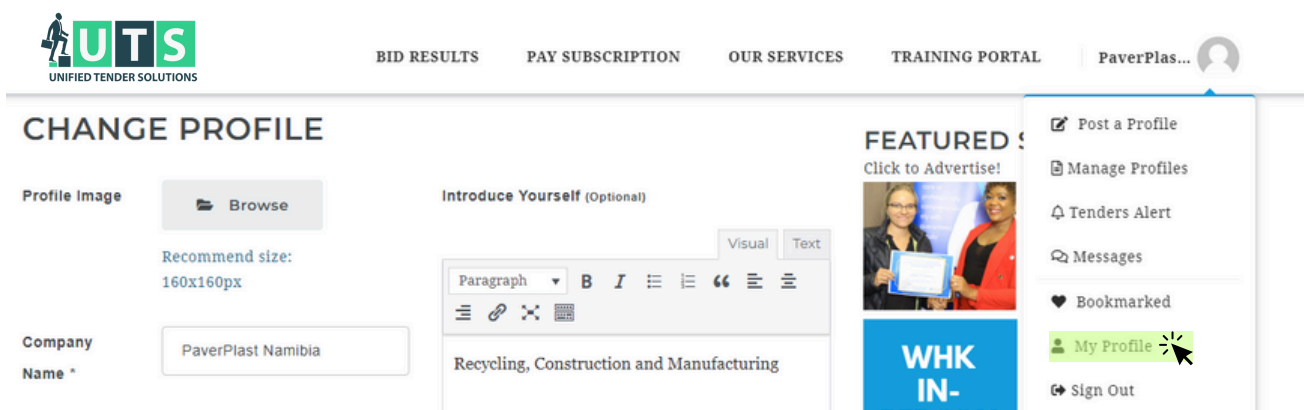 UTS
UNIFIED TENDER SOLUTIONS
BID RESULTS
PAY SUBSCRIPTION
OUR SERVICES
TRAINING PORTAL
PaverPlas...
CHANGE PROFILE
Profile Image
Browse
Recommend size:
160x160px
Company
Name *
PaverPlast Namibia
Introduce Yourself (Optional)
Visual
Text
Paragraph
B
I
Recycling, Construction and Manufacturing
FEATURED S
Click to Advertise!
WHK
IN-
Post a Profile
Manage Profiles
Tenders Alert
Messages
Bookmarked
My Profile
Sign Out